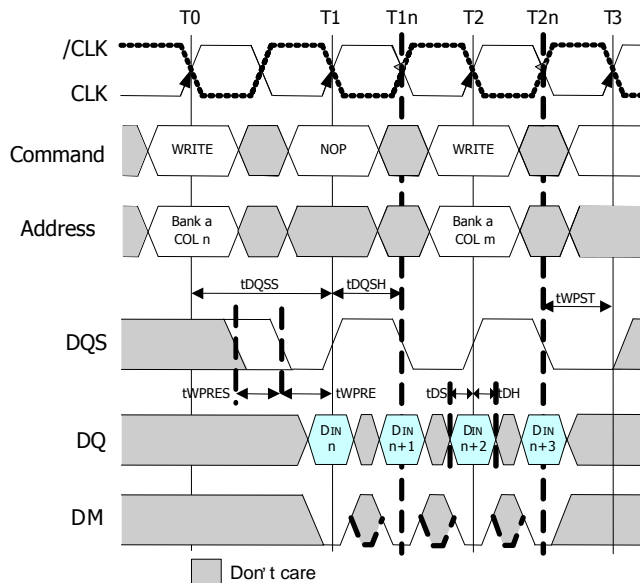 T0 T1 T1n T2 T2n T3
/CLK
CLK
Command WRITE NOP WRITE
Address Bank a COL n Bank a COL m
tDQSS tDQSH tWPST
DQS
tWPRES tWPRE tDS tDH
DQ DIN n DIN n+1 DIN n+2 DIN n+3
DM
Don't care